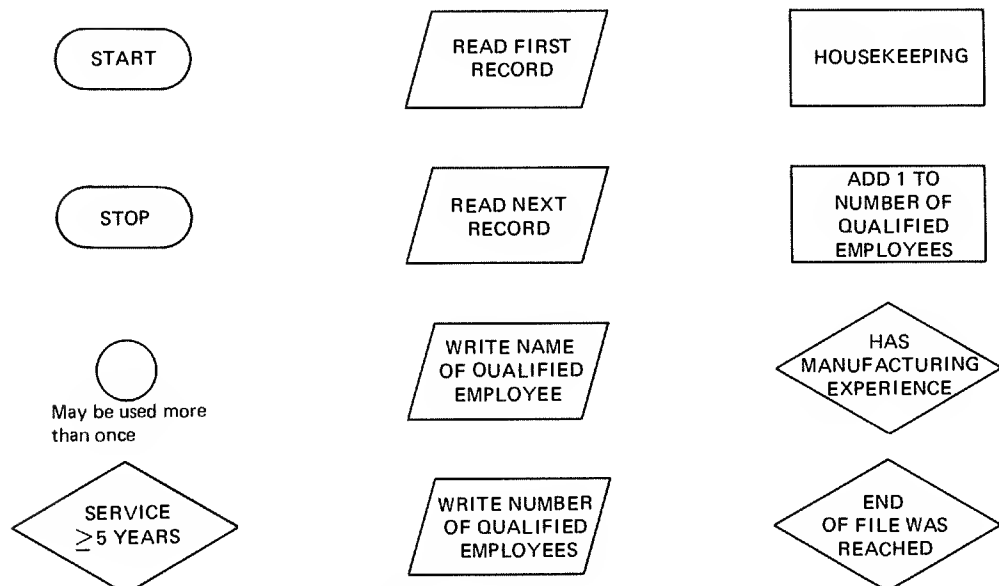 START
READ FIRST
RECORD
HOUSEKEEPING
STOP
READ NEXT
RECORD
ADD 1 TO
NUMBER OF
QUALIFIED
EMPLOYEES
May be used more
than once
WRITE NAME
OF QUALIFIED
EMPLOYEE
HAS
MANUFACTURING
EXPERIENCE
SERVICE
≥5 YEARS
WRITE NUMBER
OF QUALIFIED
EMPLOYEES
END
OF FILE WAS
REACHED